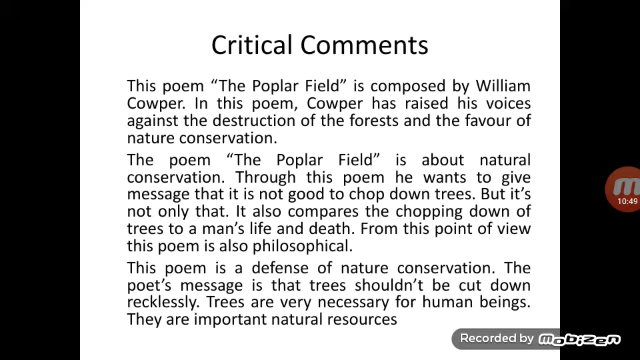 Critical Comments
This poem “The Poplar Field” is composed by William
Cowper. In this poem, Cowper has raised his voices
against the destruction of the forests and the favour of
nature conservation.
The poem “The Poplar Field” is about natural
conservation. Through this poem he wants to give
message that it is not good to chop down trees. But it’s
not only that. It also compares the chopping down of
trees to a man’s life and death. From this point of view
this poem is also philosophical.
This poem is a defense of nature conservation. The
poet’s message is that trees shouldn’t be cut down
recklessly. Trees are very necessary for human beings.
They are important natural resources
10:49
Recorded by mobizen